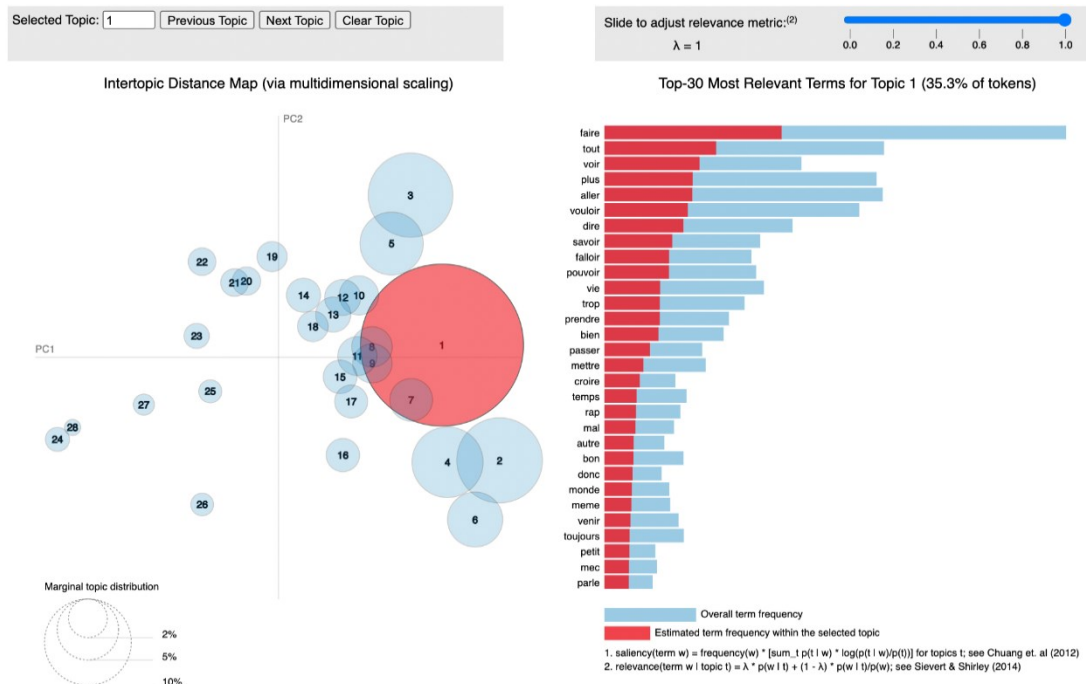 Selected Topic: 1 Previous Topic Next Topic Clear Topic
Slide to adjust relevance metric:(2)
λ = 1
0.0 0.2 0.4 0.6 0.8 1.0
Intertopic Distance Map (via multidimensional scaling)
PC2
PC1
3
5
19
22
21
20
14
12
10
13
18
23
8
1
11
9
15
25
7
17
27
28
24
16
4
2
26
6
Marginal topic distribution
2%
5%
10%
Top-30 Most Relevant Terms for Topic 1 (35.3% of tokens)
faire
tout
voir
plus
aller
vouloir
dire
savoir
falloir
pouvoir
vie
trop
prendre
bien
passer
mettre
croire
temps
rap
mal
autre
bon
donc
monde
meme
venir
toujours
petit
mec
parle
Overall term frequency
Estimated term frequency within the selected topic
1. saliency(term w) = frequency(w) * [sum_t p(t | w) * log(p(t | w)/p(t))] for topics t; see Chuang et. al (2012)
2. relevance(term w | topic t) = λ * p(w | t) + (1 - λ) * p(w | t)/p(w); see Sievert & Shirley (2014)